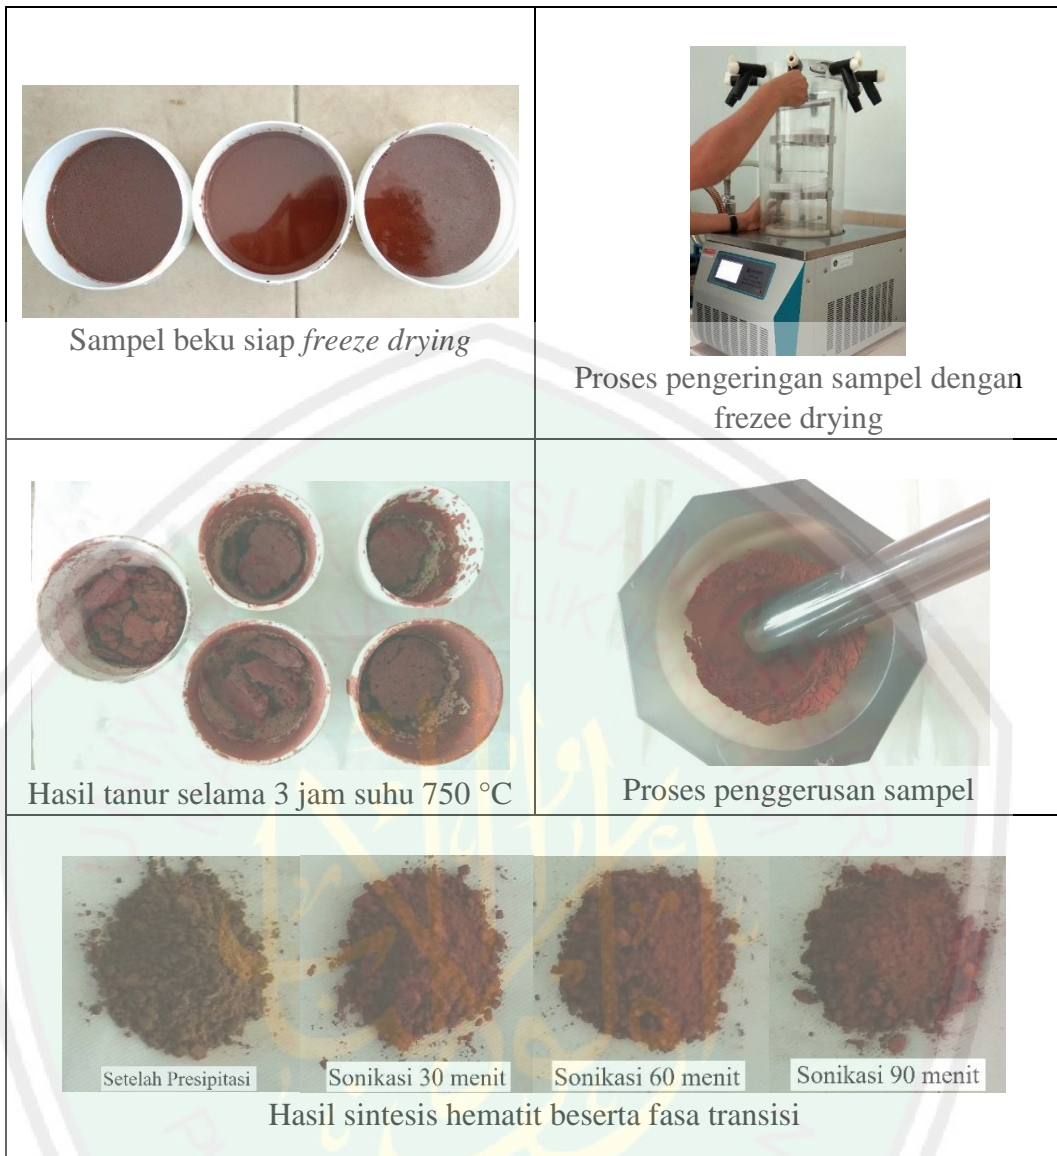 Sampel beku siap freeze drying
Proses pengeringan sampel dengan
frezee drying
Hasil tanur selama 3 jam suhu 750 °C
Proses penggerusan sampel
Setelah Presipitasi
Sonikasi 30 menit
Sonikasi 60 menit
Sonikasi 90 menit
Hasil sintesis hematit beserta fasa transisi